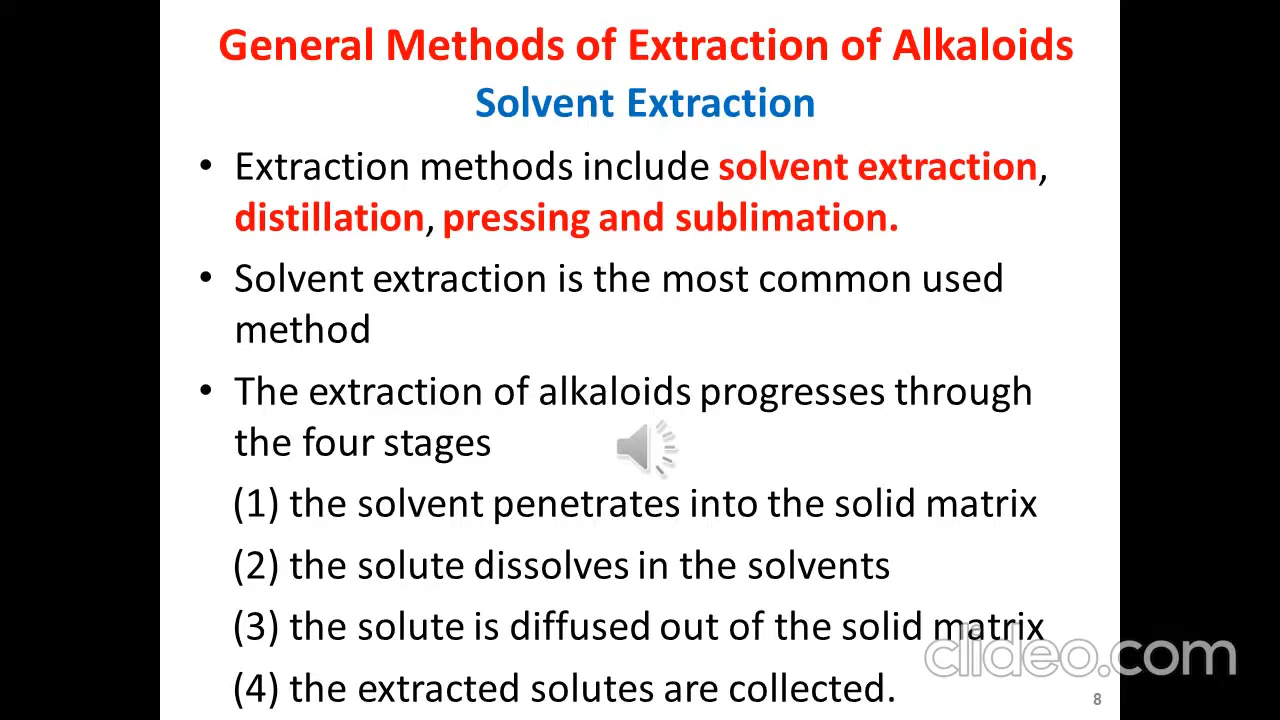 General Methods of Extraction of Alkaloids
Solvent Extraction
• Extraction methods include solvent extraction,
distillation, pressing and sublimation.
• Solvent extraction is the most common used
method
• The extraction of alkaloids progresses through
the four stages
(1) the solvent penetrates into the solid matrix
(2) the solute dissolves in the solvents
(3) the solute is diffused out of the solid matrix
(4) the extracted solutes are collected.
clideo.com
8